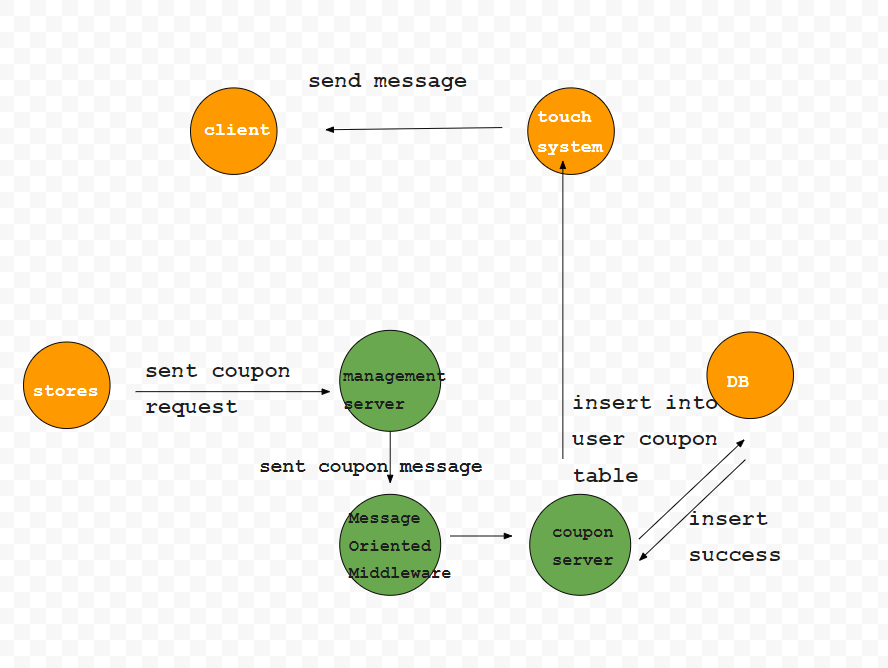 send message
client
touch
system
stores
sent coupon
request
management
server
sent coupon message
Message
Oriented
Middleware
coupon
server
insert into
user coupon
table
DB
insert
success